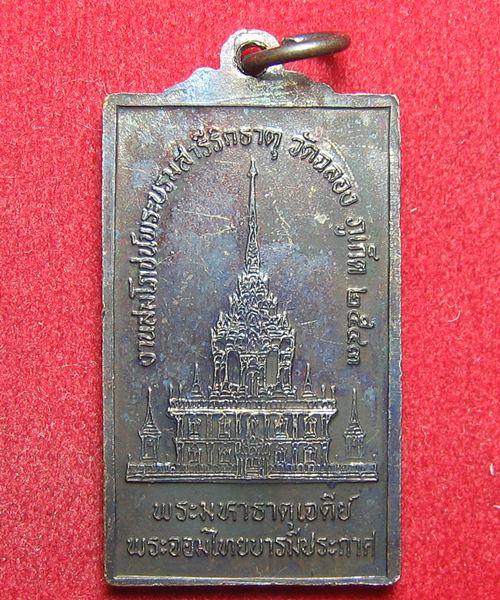 งานสมโภชน์พระบรมสารีริกธาตุ วัดฉลอง ภูเก็ต ๒๕๔๓
พระมหาธาตุเจดีย์
พระจอมไทยบารมีประกาศ